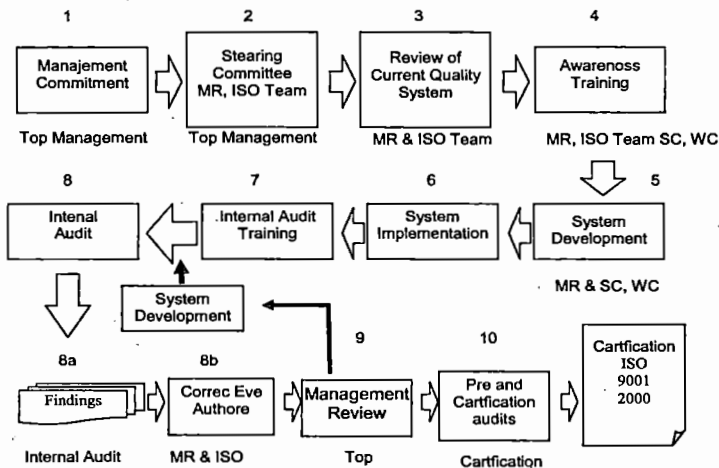 1
2
3
4
Manajement
Commitment
Stearing
Committee
MR, ISO Team
Review of
Current Quality
System
Awarenoss
Training
Top Management
Top Management
MR & ISO Team
MR, ISO Team SC, WC
8
7
6
5
Intenal
Audit
Internal Audit
Training
System
Implementation
System
Development
MR & SC, WC
System
Development
8a
8b
9
10
Findings
Correc Eve
Authore
Management
Review
Pre and
Cartfication
audits
Cartfication
ISO
9001
2000
Internal Audit
MR & ISO
Top
Cartfication